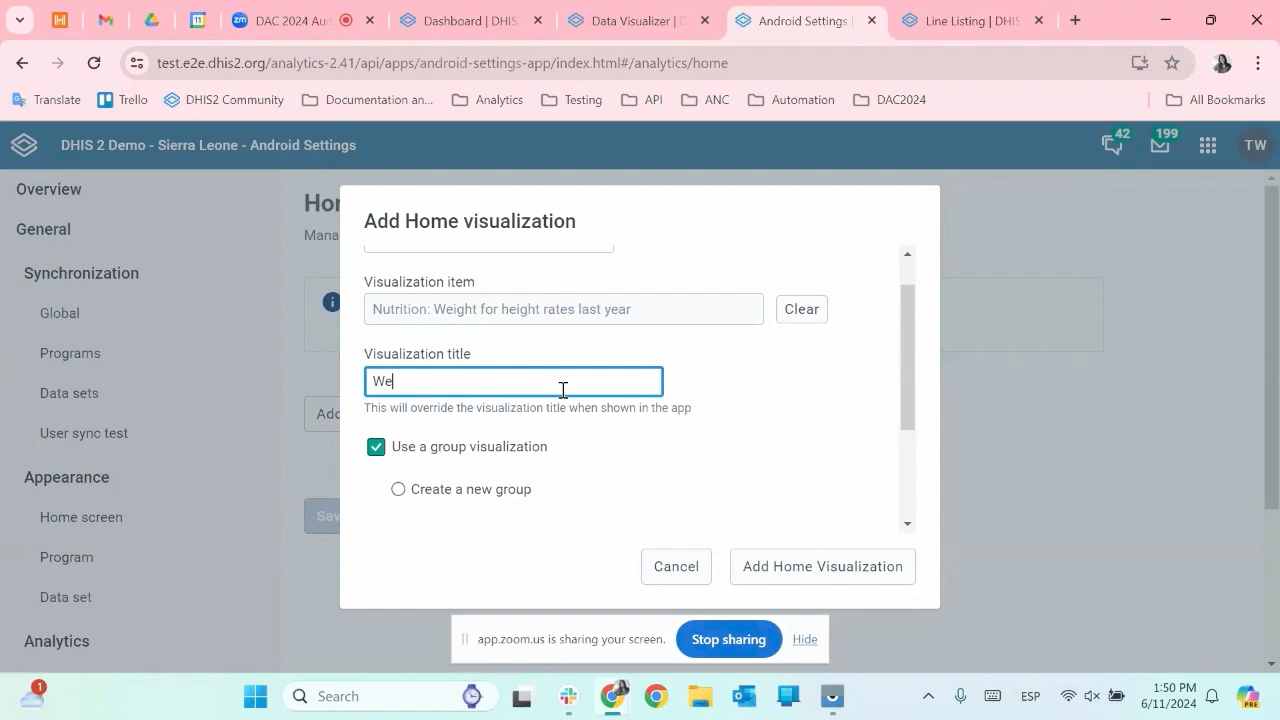 DAC 2024 Aud
Dashboard | DHIS
Data Visualizer | D
Android Settings |
Line Listing | DHIS
test.e2e.dhis2.org/analytics-2.41/api/apps/android-settings-app/index.html#/analytics/home
Translate
Trello
DHIS2 Community
Documentation an...
Analytics
Testing
API
ANC
Automation
DAC2024
All Bookmarks
DHIS 2 Demo - Sierra Leone - Android Settings
42
199
TW
Overview
General
Synchronization
Global
Programs
Data sets
User sync test
Appearance
Home screen
Program
Data set
Analytics
Hor
Mana
Add
Sav
Add Home visualization
Visualization item
Nutrition: Weight for height rates last year
Clear
Visualization title
We
This will override the visualization title when shown in the app
Use a group visualization
Create a new group
Cancel
Add Home Visualization
app.zoom.us is sharing your screen.
Stop sharing
Hide
1
Search
ESP
1:50 PM
6/11/2024
PRE